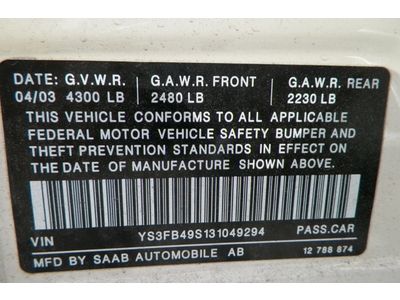 DATE: G.V.W.R. G.A.W.R. FRONT G.A.W.R. REAR
04/03 4300 LB 2480 LB 2230 LB
THIS VEHICLE CONFORMS TO ALL APPLICABLE
FEDERAL MOTOR VEHICLE SAFETY BUMPER AND
THEFT PREVENTION STANDARDS IN EFFECT ON
THE DATE OF MANUFACTURE SHOWN ABOVE.
VIN YS3FB49S131049294 PASS.CAR
MFD BY SAAB AUTOMOBILE AB 12 788 874